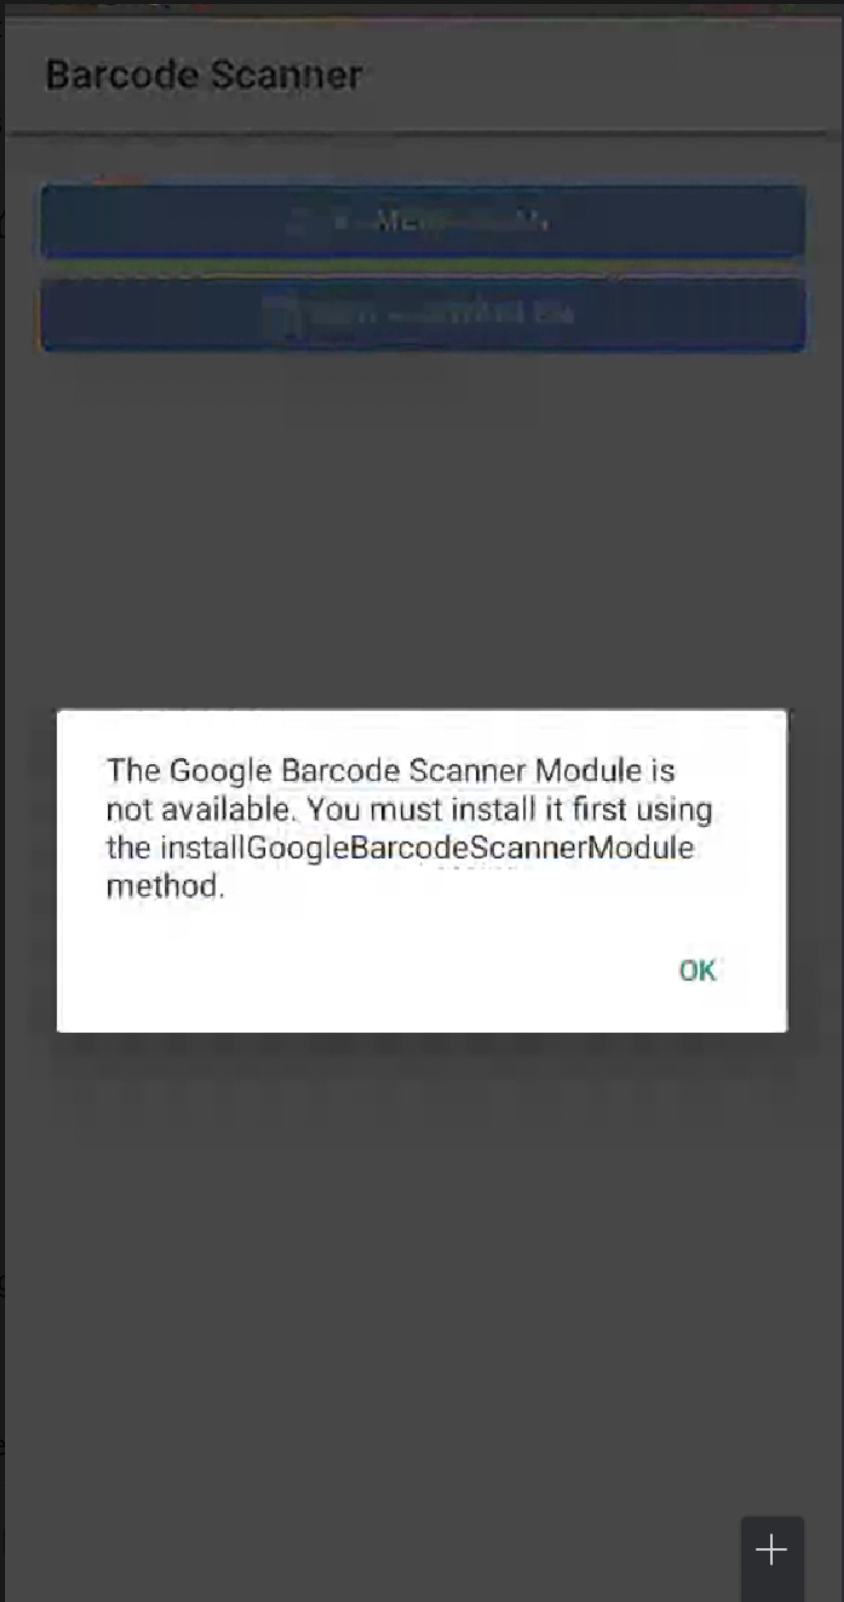 Barcode Scanner
The Google Barcode Scanner Module is
not available. You must install it first using
the installGoogleBarcodeScannerModule
method.
OK